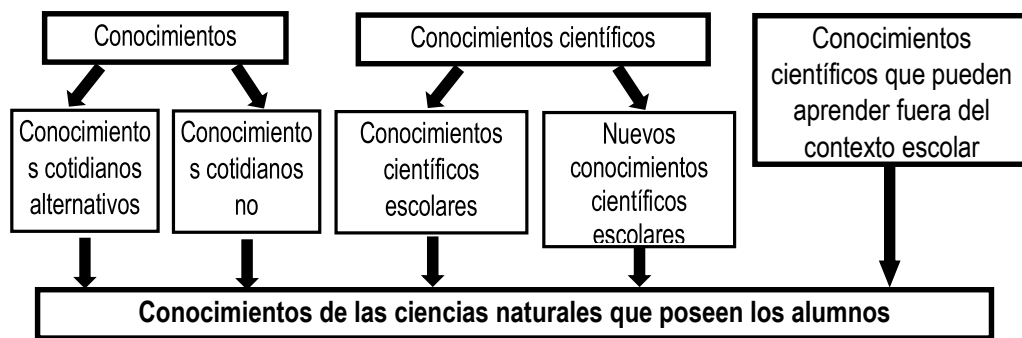 Conocimientos
Conocimientos científicos
Conocimientos
científicos que pueden
aprender fuera del
contexto escolar
Conocimiento
s cotidianos
alternativos
Conocimiento
s cotidianos
no
Conocimientos
científicos
escolares
Nuevos
conocimientos
científicos
escolares
Conocimientos de las ciencias naturales que poseen los alumnos